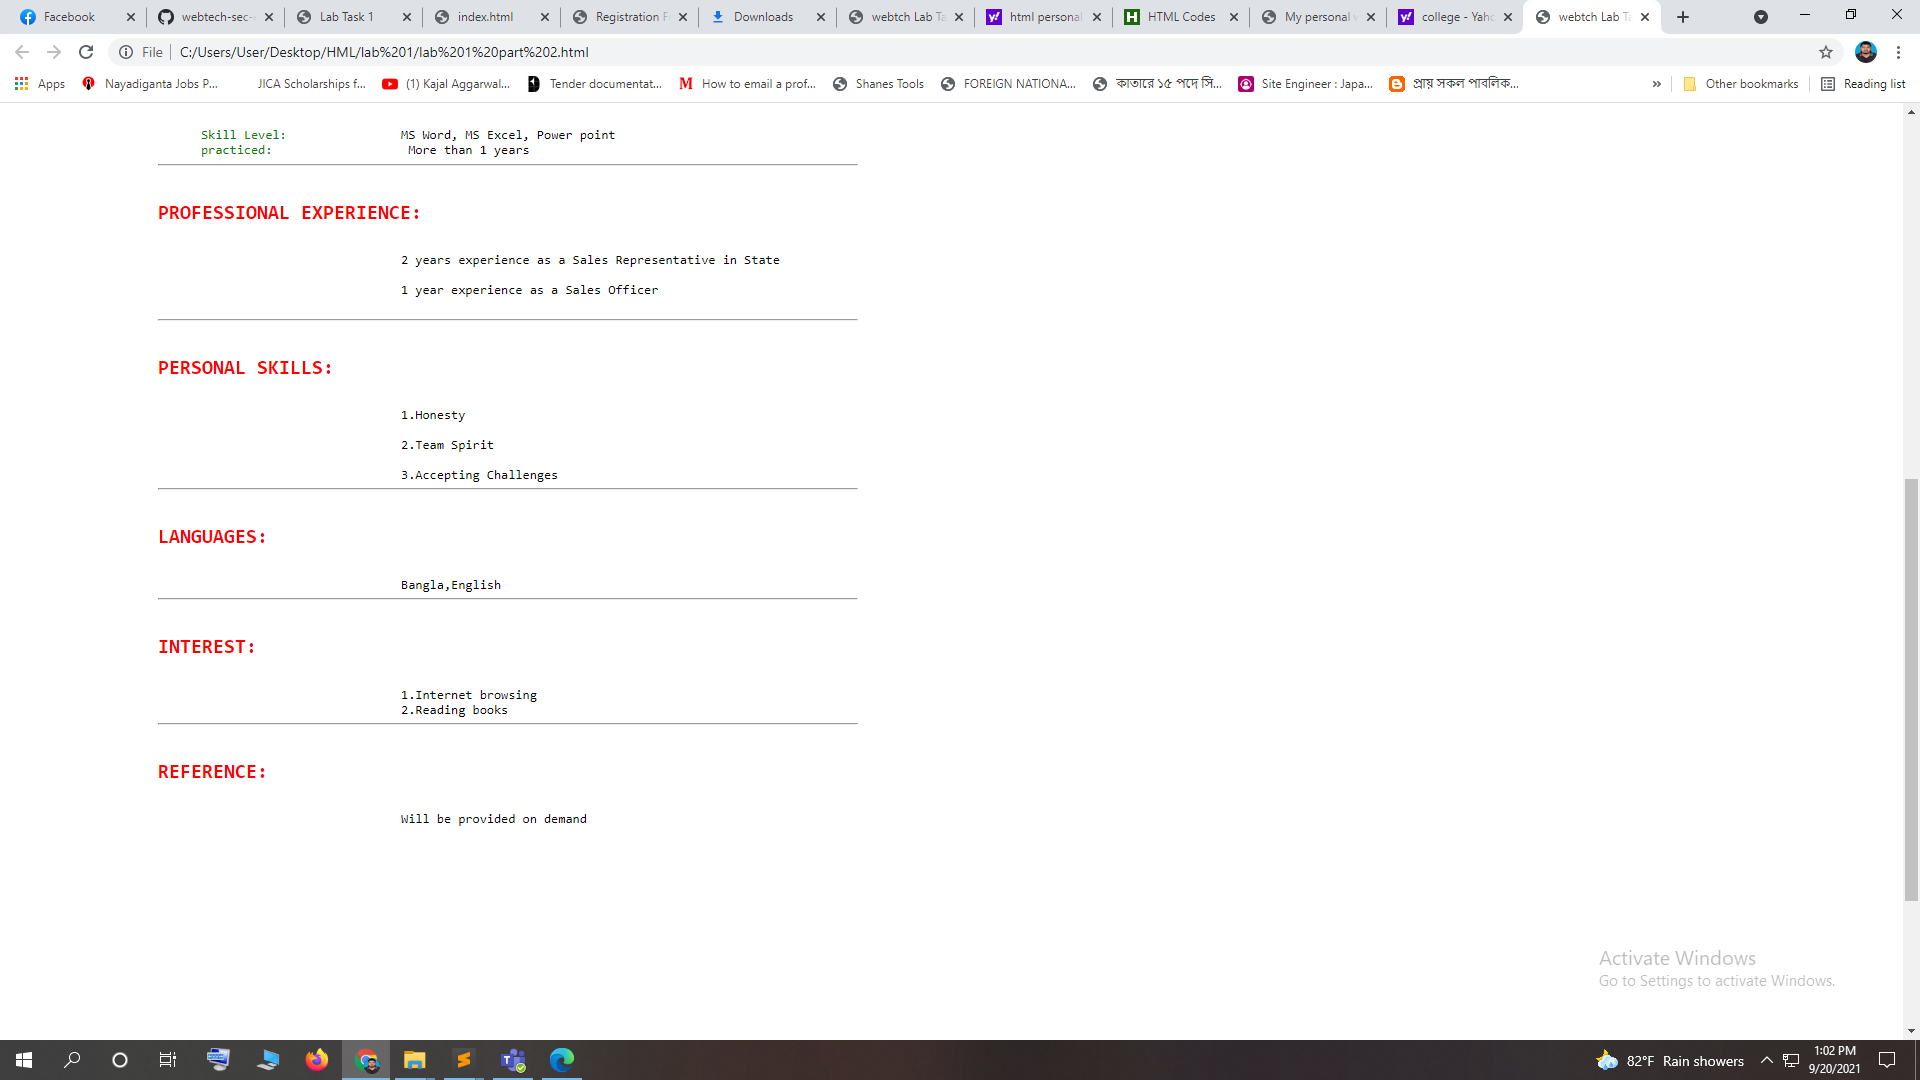 Facebook
webtech-sec-
Lab Task 1
index.html
Registration F
Downloads
webtch Lab Ta
html personal
HTML Codes
My personal w
college - Yaho
webtch Lab Ta
File
C:/Users/User/Desktop/HML/lab%201/lab%201%20part%202.html
Apps
Nayadiganta Jobs P...
JICA Scholarships f...
(1) Kajal Aggarwal...
Tender documentat...
How to email a prof...
Shanes Tools
FOREIGN NATIONA...
কাতারে ১৫ পদে সি...
Site Engineer : Japa...
প্রায় সকল পাবলিক...
»
Other bookmarks
Reading list
Skill Level: MS Word, MS Excel, Power point
practiced: More than 1 years
PROFESSIONAL EXPERIENCE:
2 years experience as a Sales Representative in State
1 year experience as a Sales Officer
PERSONAL SKILLS:
1.Honesty
2.Team Spirit
3.Accepting Challenges
LANGUAGES:
Bangla,English
INTEREST:
1.Internet browsing
2.Reading books
REFERENCE:
Will be provided on demand
Activate Windows
Go to Settings to activate Windows.
82°F Rain showers
1:02 PM
9/20/2021